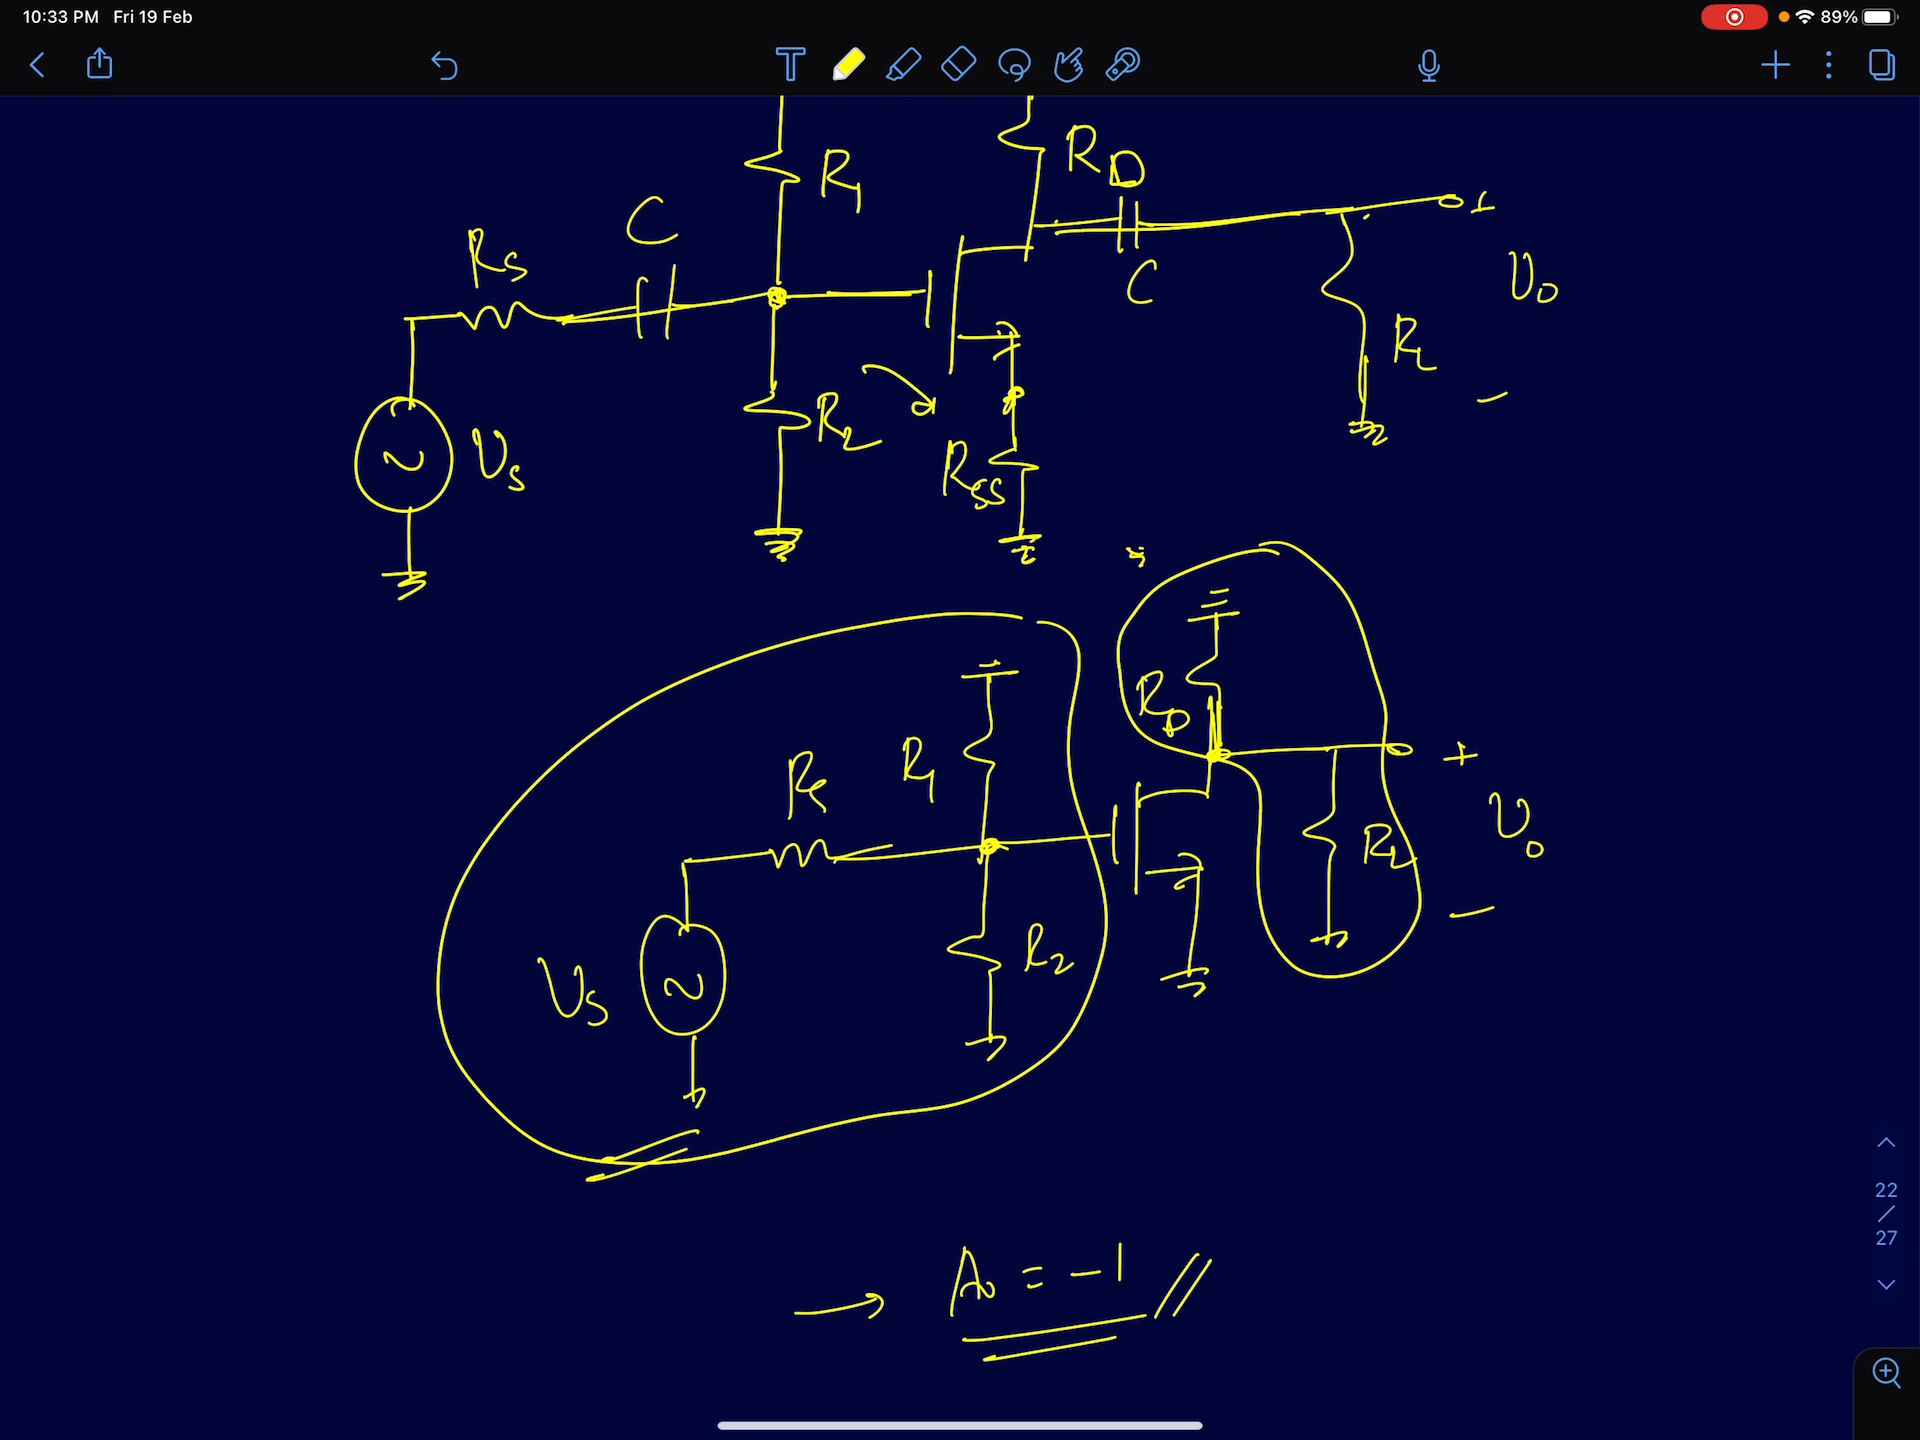 10:33 PM Fri 19 Feb
89%
T
R1
RD
C
Rs
C
Vo
RL
R2
Vs
Rss
+
-
RD
R1
Rs
RL
Vo
+
-
R2
Vs
22
/
27
Av = -1